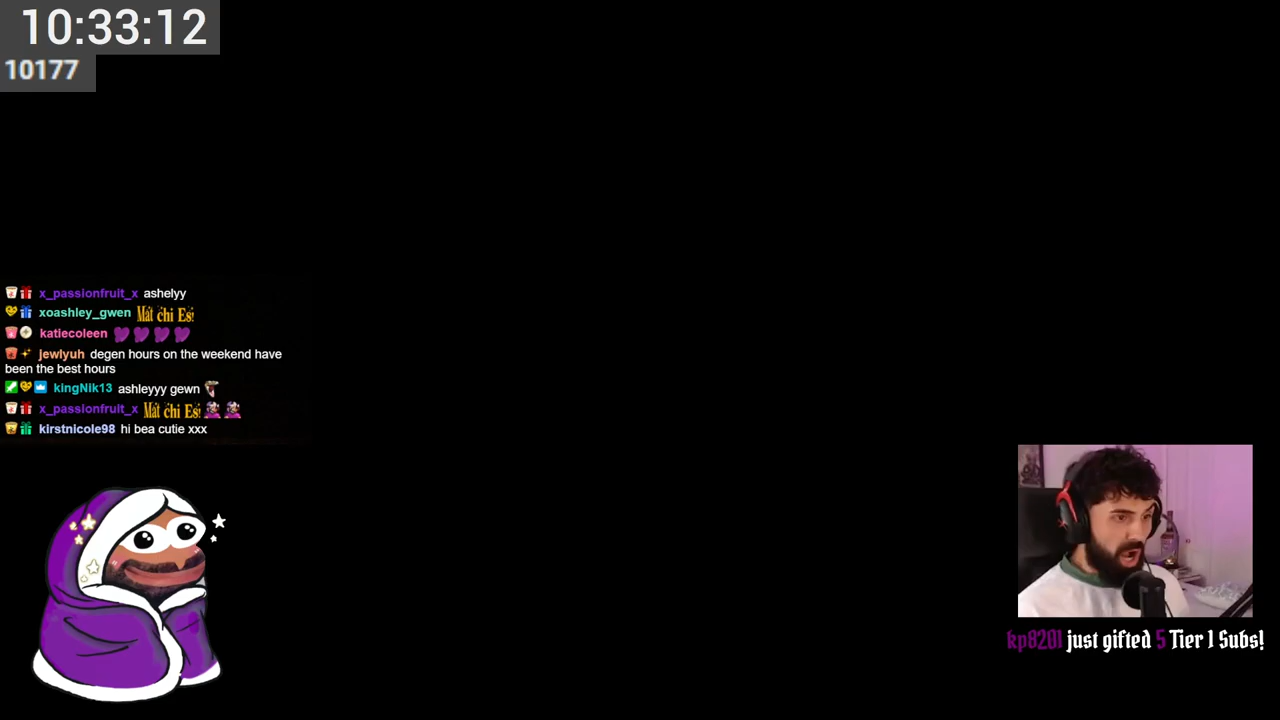 10:33:12
10177
x_passionfruit_x ashelyy
xoashley_gwen Mat chi Es!
katiecoleen
jewlyuh degen hours on the weekend have
been the best hours
kingNik13 ashleyyy gewn
x_passionfruit_x Mat chi Es!
kirstnicole98 hi bea cutie xxx
kp8201 just gifted 5 Tier 1 Subs!